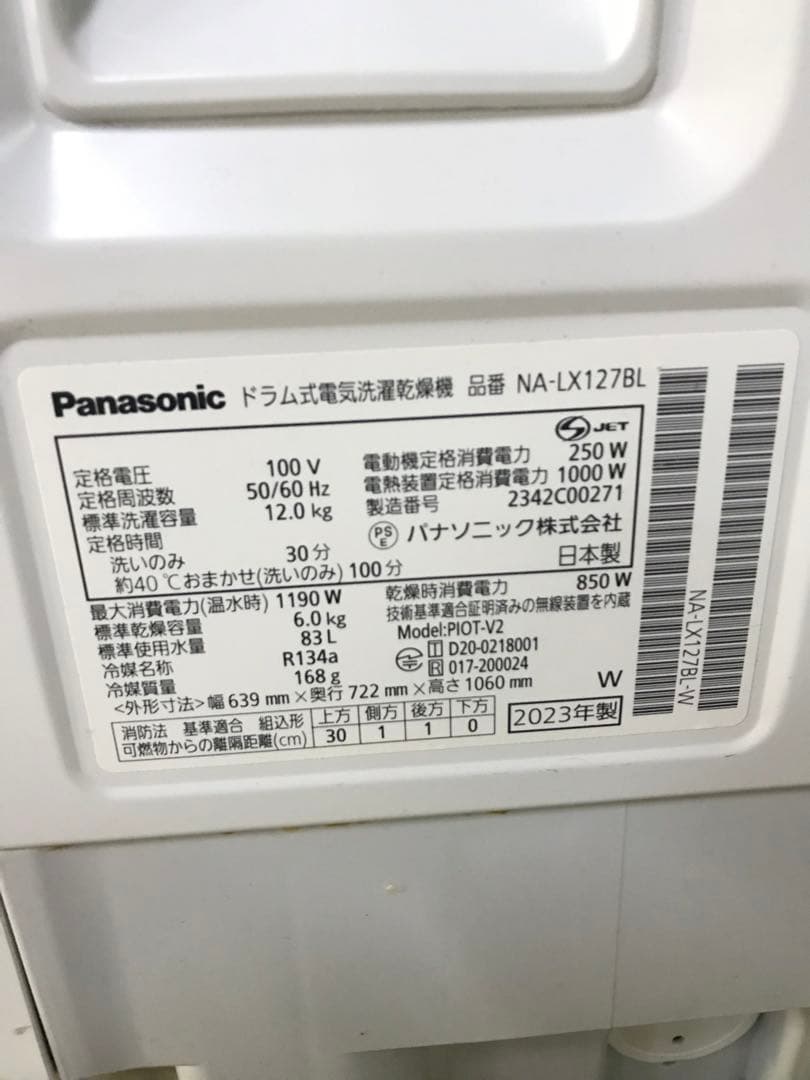 Panasonic ドラム式電気洗濯乾燥機 品番 NA-LX127BL
JET
定格電圧 100 V
定格周波数 50/60 Hz
標準洗濯容量 12.0 kg
定格時間
洗いのみ 30 分
約40 ℃おまかせ(洗いのみ) 100 分
電動機定格消費電力 250 W
電熱装置定格消費電力 1000 W
製造番号 2342C00271
PS E パナソニック株式会社
日本製
最大消費電力(温水時) 1190 W
標準乾燥容量 6.0 kg
標準使用水量 83 L
冷媒名称 R134a
冷媒質量 168 g
乾燥時消費電力 850 W
技術基準適合証明済みの無線装置を内蔵
Model:PIOT-V2
T D20-0218001
R 017-200024
<外形寸法> 幅 639 mm × 奥行 722 mm × 高さ 1060 mm
W
消防法 基準適合 組込形 上方 側方 後方 下方
可燃物からの離隔距離(cm) 30 1 1 0
2023年製
NA-LX127BL-W